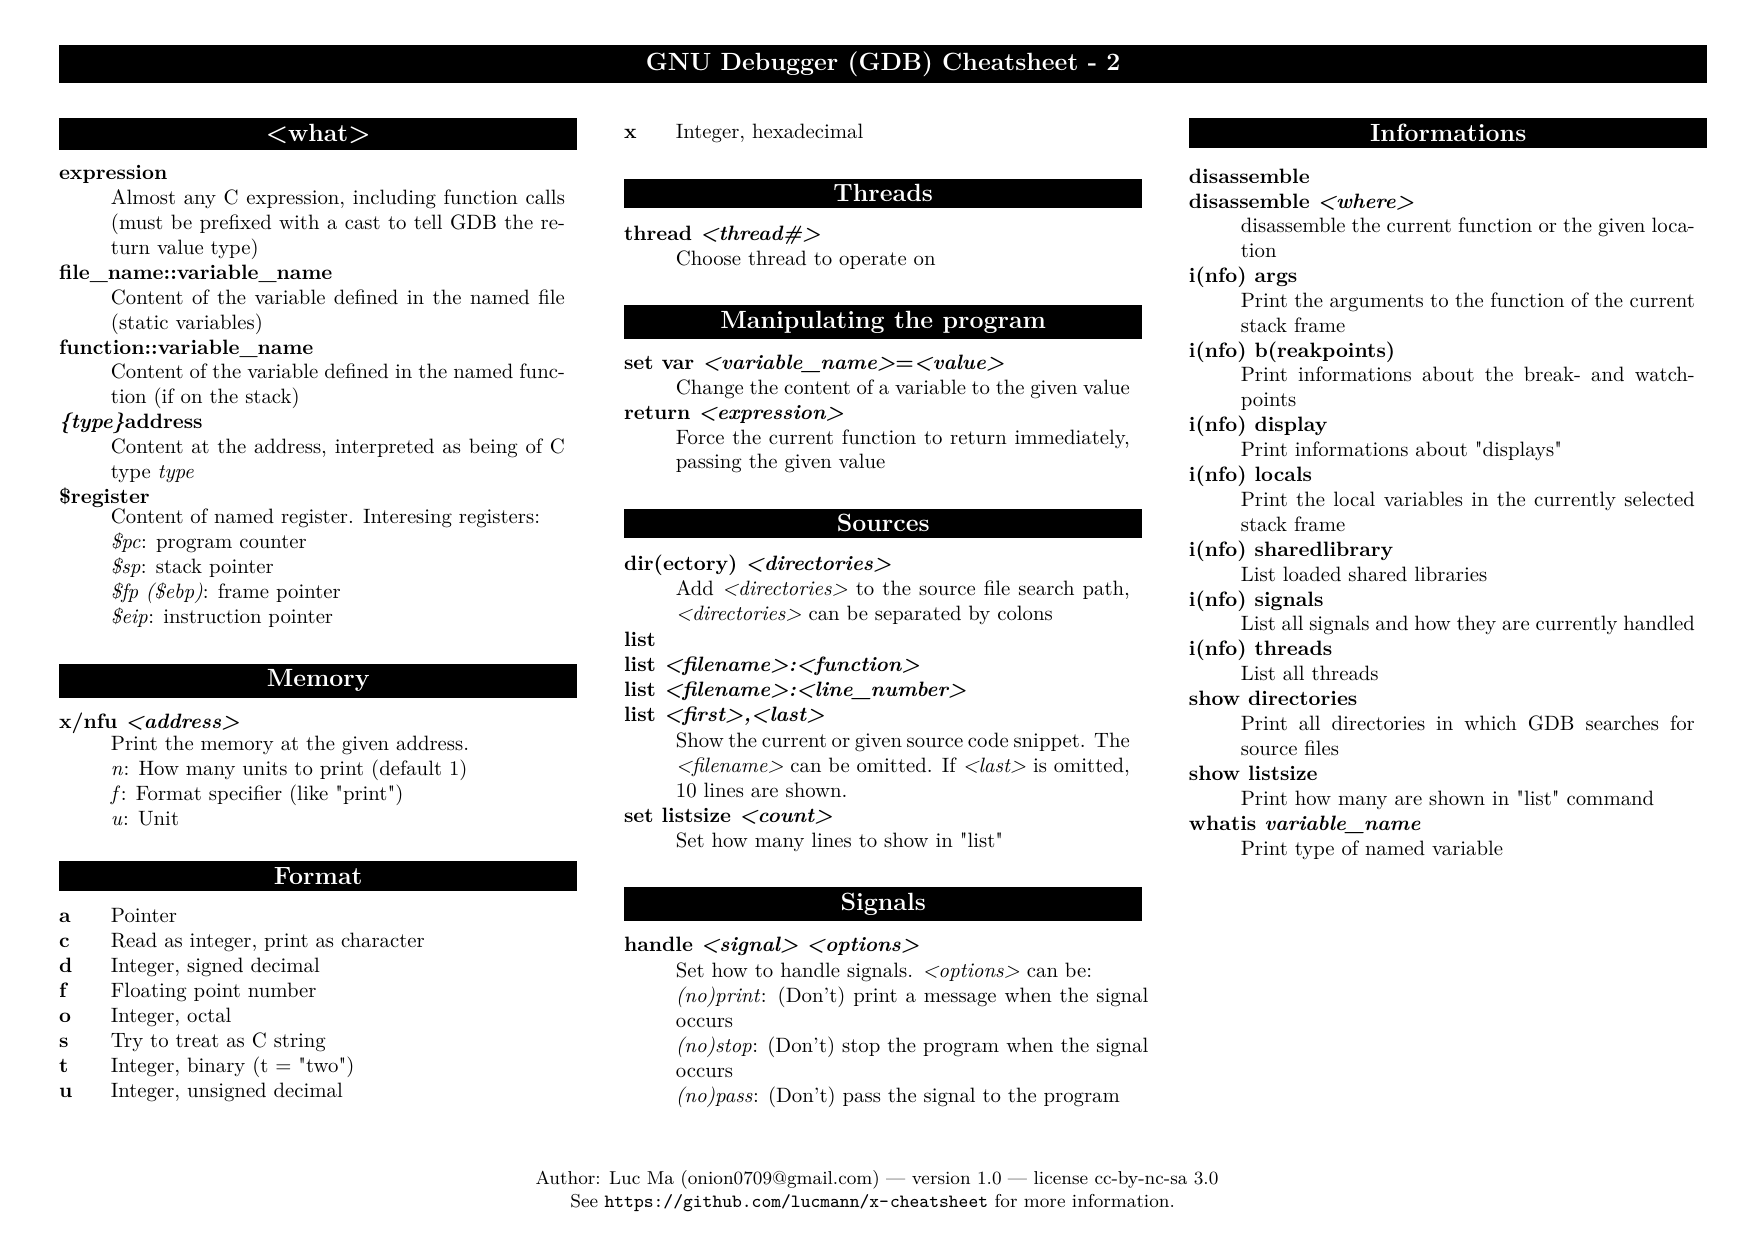 GNU Debugger (GDB) Cheatsheet - 2
<what>
expression
Almost any C expression, including function calls
(must be prefixed with a cast to tell GDB the re-
turn value type)
file_name::variable_name
Content of the variable defined in the named file
(static variables)
function::variable_name
Content of the variable defined in the named func-
tion (if on the stack)
{type}address
Content at the address, interpreted as being of C
type type
$register
Content of named register. Interesing registers:
$pc: program counter
$sp: stack pointer
$fp ($ebp): frame pointer
$eip: instruction pointer
Memory
x/nfu <address>
Print the memory at the given address.
n: How many units to print (default 1)
f: Format specifier (like "print")
u: Unit
Format
a Pointer
c Read as integer, print as character
d Integer, signed decimal
f Floating point number
o Integer, octal
s Try to treat as C string
t Integer, binary (t = "two")
u Integer, unsigned decimal
x Integer, hexadecimal
Threads
thread <thread#>
Choose thread to operate on
Manipulating the program
set var <variable_name>=<value>
Change the content of a variable to the given value
return <expression>
Force the current function to return immediately,
passing the given value
Sources
dir(ectory) <directories>
Add <directories> to the source file search path,
<directories> can be separated by colons
list
list <filename>:<function>
list <filename>:<line_number>
list <first>,<last>
Show the current or given source code snippet. The
<filename> can be omitted. If <last> is omitted,
10 lines are shown.
set listsize <count>
Set how many lines to show in "list"
Signals
handle <signal> <options>
Set how to handle signals. <options> can be:
(no)print: (Don't) print a message when the signal
occurs
(no)stop: (Don't) stop the program when the signal
occurs
(no)pass: (Don't) pass the signal to the program
Informations
disassemble
disassemble <where>
disassemble the current function or the given loca-
tion
i(nfo) args
Print the arguments to the function of the current
stack frame
i(nfo) b(reakpoints)
Print informations about the break- and watch-
points
i(nfo) display
Print informations about "displays"
i(nfo) locals
Print the local variables in the currently selected
stack frame
i(nfo) sharedlibrary
List loaded shared libraries
i(nfo) signals
List all signals and how they are currently handled
i(nfo) threads
List all threads
show directories
Print all directories in which GDB searches for
source files
show listsize
Print how many are shown in "list" command
whatis variable_name
Print type of named variable
Author: Luc Ma (onion0709@gmail.com) — version 1.0 — license cc-by-nc-sa 3.0
See https://github.com/lucmann/x-cheatsheet for more information.